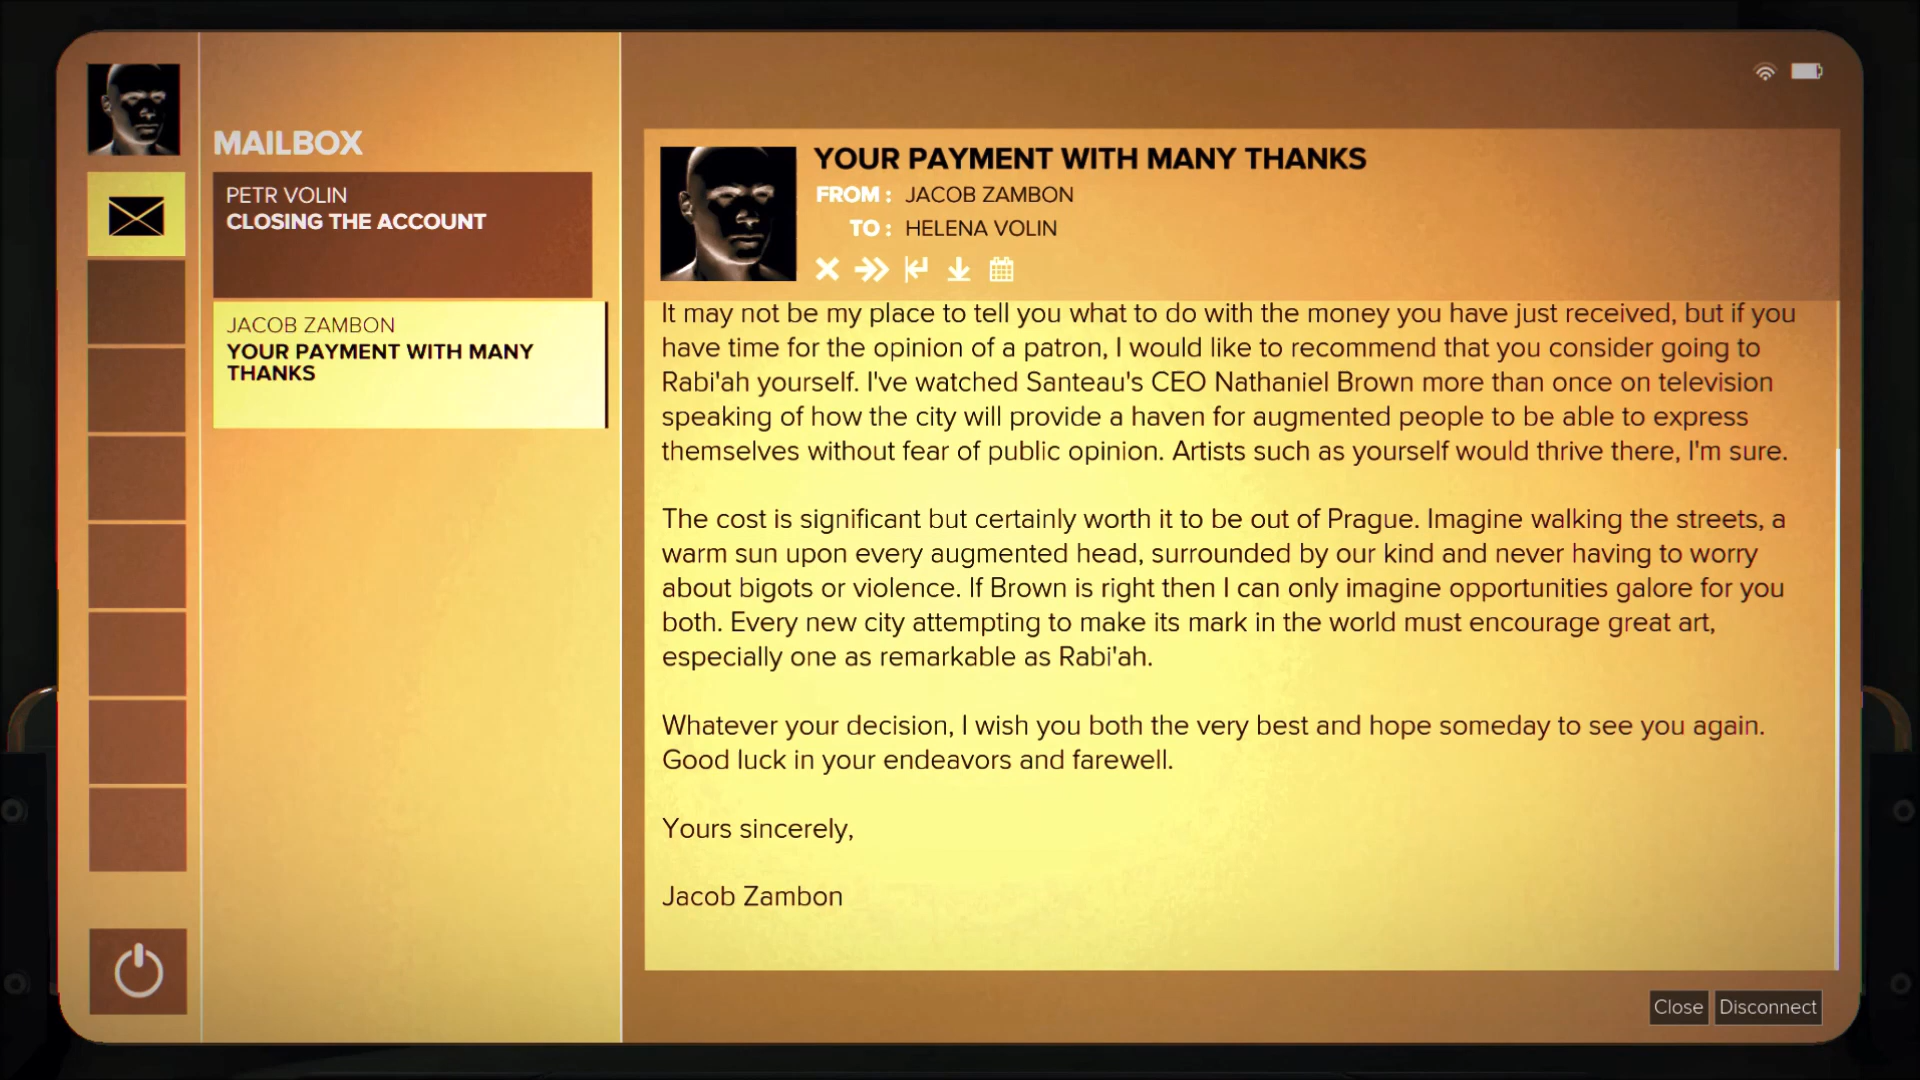 MAILBOX
PETR VOLIN
CLOSING THE ACCOUNT
JACOB ZAMBON
YOUR PAYMENT WITH MANY
THANKS
YOUR PAYMENT WITH MANY THANKS
FROM : JACOB ZAMBON
TO : HELENA VOLIN
It may not be my place to tell you what to do with the money you have just received, but if you
have time for the opinion of a patron, I would like to recommend that you consider going to
Rabi'ah yourself. I've watched Santeau's CEO Nathaniel Brown more than once on television
speaking of how the city will provide a haven for augmented people to be able to express
themselves without fear of public opinion. Artists such as yourself would thrive there, I'm sure.
The cost is significant but certainly worth it to be out of Prague. Imagine walking the streets, a
warm sun upon every augmented head, surrounded by our kind and never having to worry
about bigots or violence. If Brown is right then I can only imagine opportunities galore for you
both. Every new city attempting to make its mark in the world must encourage great art,
especially one as remarkable as Rabi'ah.
Whatever your decision, I wish you both the very best and hope someday to see you again.
Good luck in your endeavors and farewell.
Yours sincerely,
Jacob Zambon
Close Disconnect